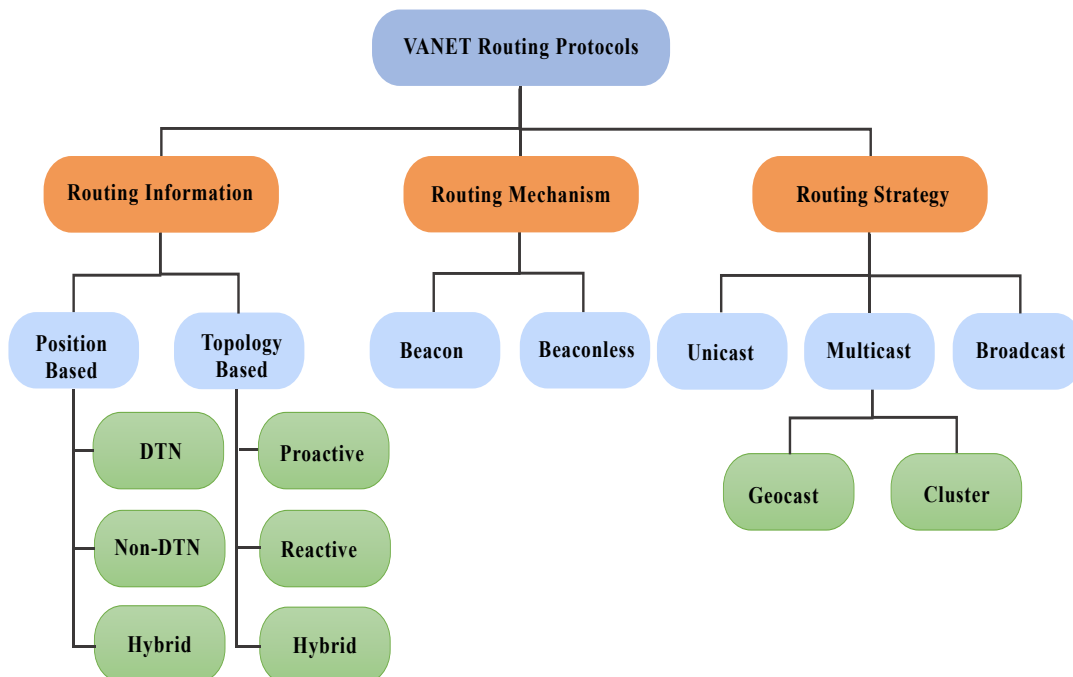 VANET Routing Protocols
Routing Information
Routing Mechanism
Routing Strategy
Position
Based
Topology
Based
Beacon
Beaconless
Unicast
Multicast
Broadcast
DTN
Proactive
Geocast
Cluster
Non-DTN
Reactive
Hybrid
Hybrid